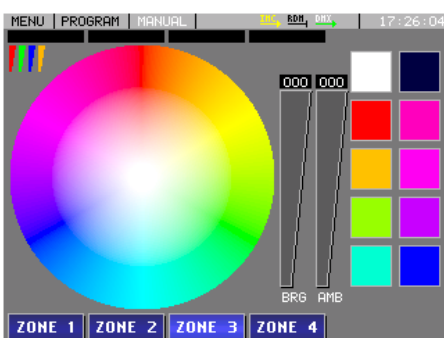 MENU PROGRAM MANUAL INC RDM DMX 17:26:04
000 000
BRG AMB
ZONE 1 ZONE 2 ZONE 3 ZONE 4